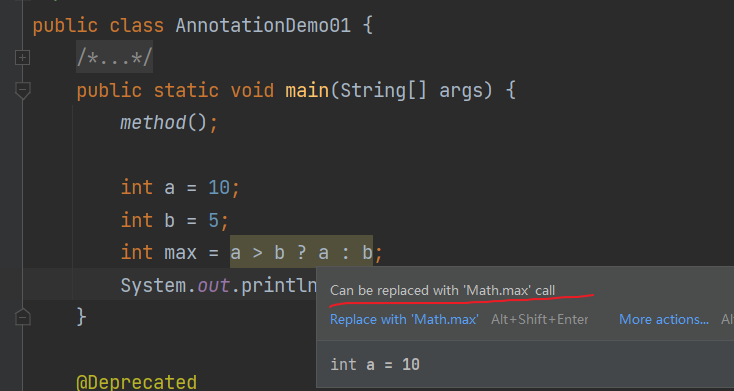 public class AnnotationDemo01 {
/*...*/
public static void main(String[] args) {
method();
int a = 10;
int b = 5;
int max = a > b ? a : b;
System.out.println
Can be replaced with 'Math.max' call
Replace with 'Math.max' Alt+Shift+Enter More actions... Al
int a = 10
}
@Deprecated